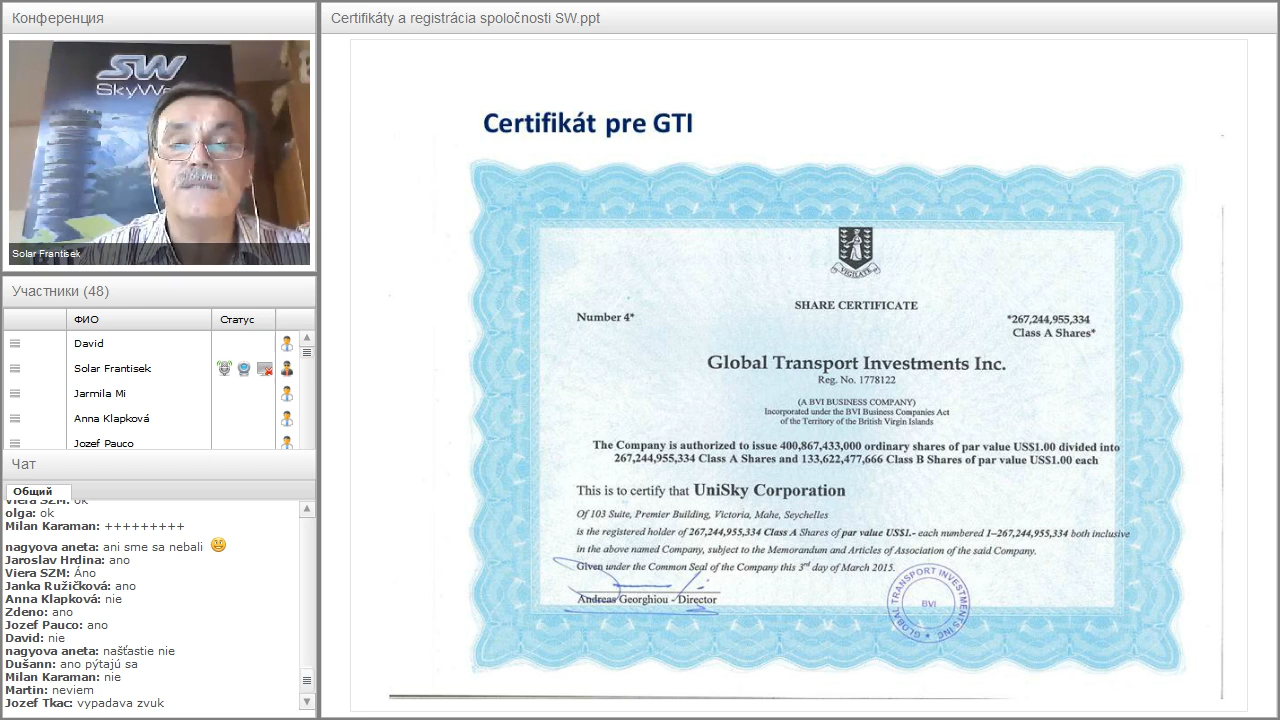 Конференция
SW
SkyW
Solar Frantisek
Участники (48)
ФИО
Статус
David
Solar Frantisek
Jarmila Mi
Anna Klapková
Jozef Pauco
Чат
Общий
Viera SZM: ok
olga: ok
Milan Karaman: +++++++++
nagyova aneta: ani sme sa nebali
Jaroslav Hrdina: ano
Viera SZM: Áno
Janka Ružičková: ano
Anna Klapková: nie
Zdeno: ano
Jozef Pauco: ano
David: nie
nagyova aneta: našťastie nie
Dušann: ano pýtajú sa
Milan Karaman: nie
Martin: neviem
Jozef Tkac: vypadava zvuk
Certifikáty a registrácia spoločnosti SW.ppt
Certifikát pre GTI
VIGILATE
SHARE CERTIFICATE
Number 4*
*267,244,955,334
Class A Shares*
Global Transport Investments Inc.
Reg. No. 1778122
(A BVI BUSINESS COMPANY)
Incorporated under the BVI Business Companies Act
of the Territory of the British Virgin Islands
The Company is authorized to issue 400,867,433,000 ordinary shares of par value US$1.00 divided into
267,244,955,334 Class A Shares and 133,622,477,666 Class B Shares of par value US$1.00 each
This is to certify that UniSky Corporation
Of 103 Suite, Premier Building, Victoria, Mahe, Seychelles
is the registered holder of 267,244,955,334 Class A Shares of par value US$1.- each numbered 1–267,244,955,334 both inclusive
in the above named Company, subject to the Memorandum and Articles of Association of the said Company.
Given under the Common Seal of the Company this 3rd day of March 2015.
Andreas Georghiou - Director
GLOBAL TRANSPORT INVESTMENTS INC
BVI